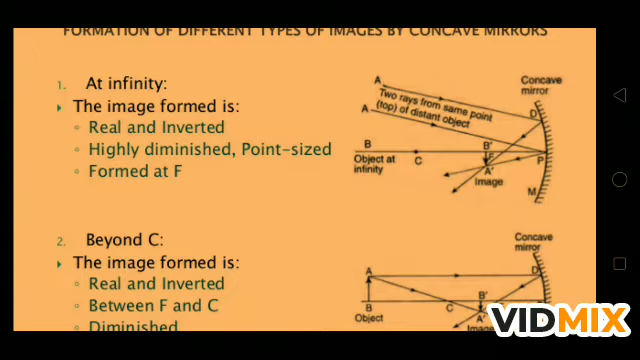 FORMATION OF DIFFERENT TYPES OF IMAGES BY CONCAVE MIRRORS
1. At infinity:
The image formed is:
Real and Inverted
Highly diminished, Point-sized
Formed at F
A
A
Two rays from same point
(top) of distant object
Concave
mirror
D
B
Object at
infinity
C
B'
F
A'
Image
P
M
2. Beyond C:
The image formed is:
Real and Inverted
Between F and C
Diminished
Concave
mirror
A
D
B
Object
C
B'
A'
VIDMIX